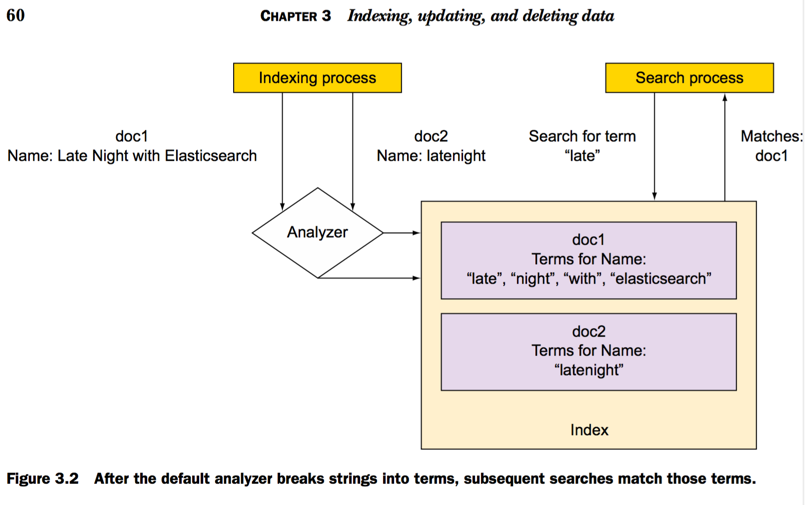 60
CHAPTER 3 Indexing, updating, and deleting data
Indexing process
Search process
doc1
Name: Late Night with Elasticsearch
doc2
Name: latenight
Search for term
“late”
Matches:
doc1
Analyzer
doc1
Terms for Name:
“late”, “night”, “with”, “elasticsearch”
doc2
Terms for Name:
“latenight”
Index
Figure 3.2 After the default analyzer breaks strings into terms, subsequent searches match those terms.